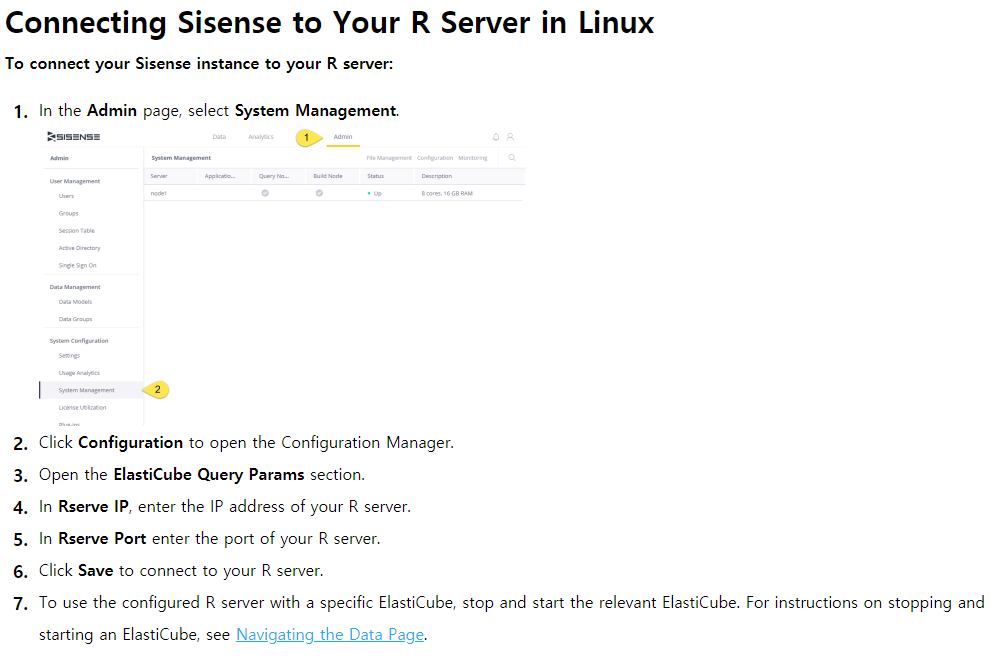 Connecting Sisense to Your R Server in Linux
To connect your Sisense instance to your R server:
1. In the Admin page, select System Management.
SISENSE
Data Analytics 1 Admin
Admin
System Management File Management Configuration Monitoring
Server Applicatio... Query No... Build Node Status Description
node1 Up 8 cores, 16 GB RAM
User Management
Users
Groups
Session Table
Active Directory
Single Sign On
Data Management
Data Models
Data Groups
System Configuration
Settings
Usage Analytics
System Management 2
License Utilization
2. Click Configuration to open the Configuration Manager.
3. Open the ElastiCube Query Params section.
4. In Rserve IP, enter the IP address of your R server.
5. In Rserve Port enter the port of your R server.
6. Click Save to connect to your R server.
7. To use the configured R server with a specific ElastiCube, stop and start the relevant ElastiCube. For instructions on stopping and
starting an ElastiCube, see Navigating the Data Page.